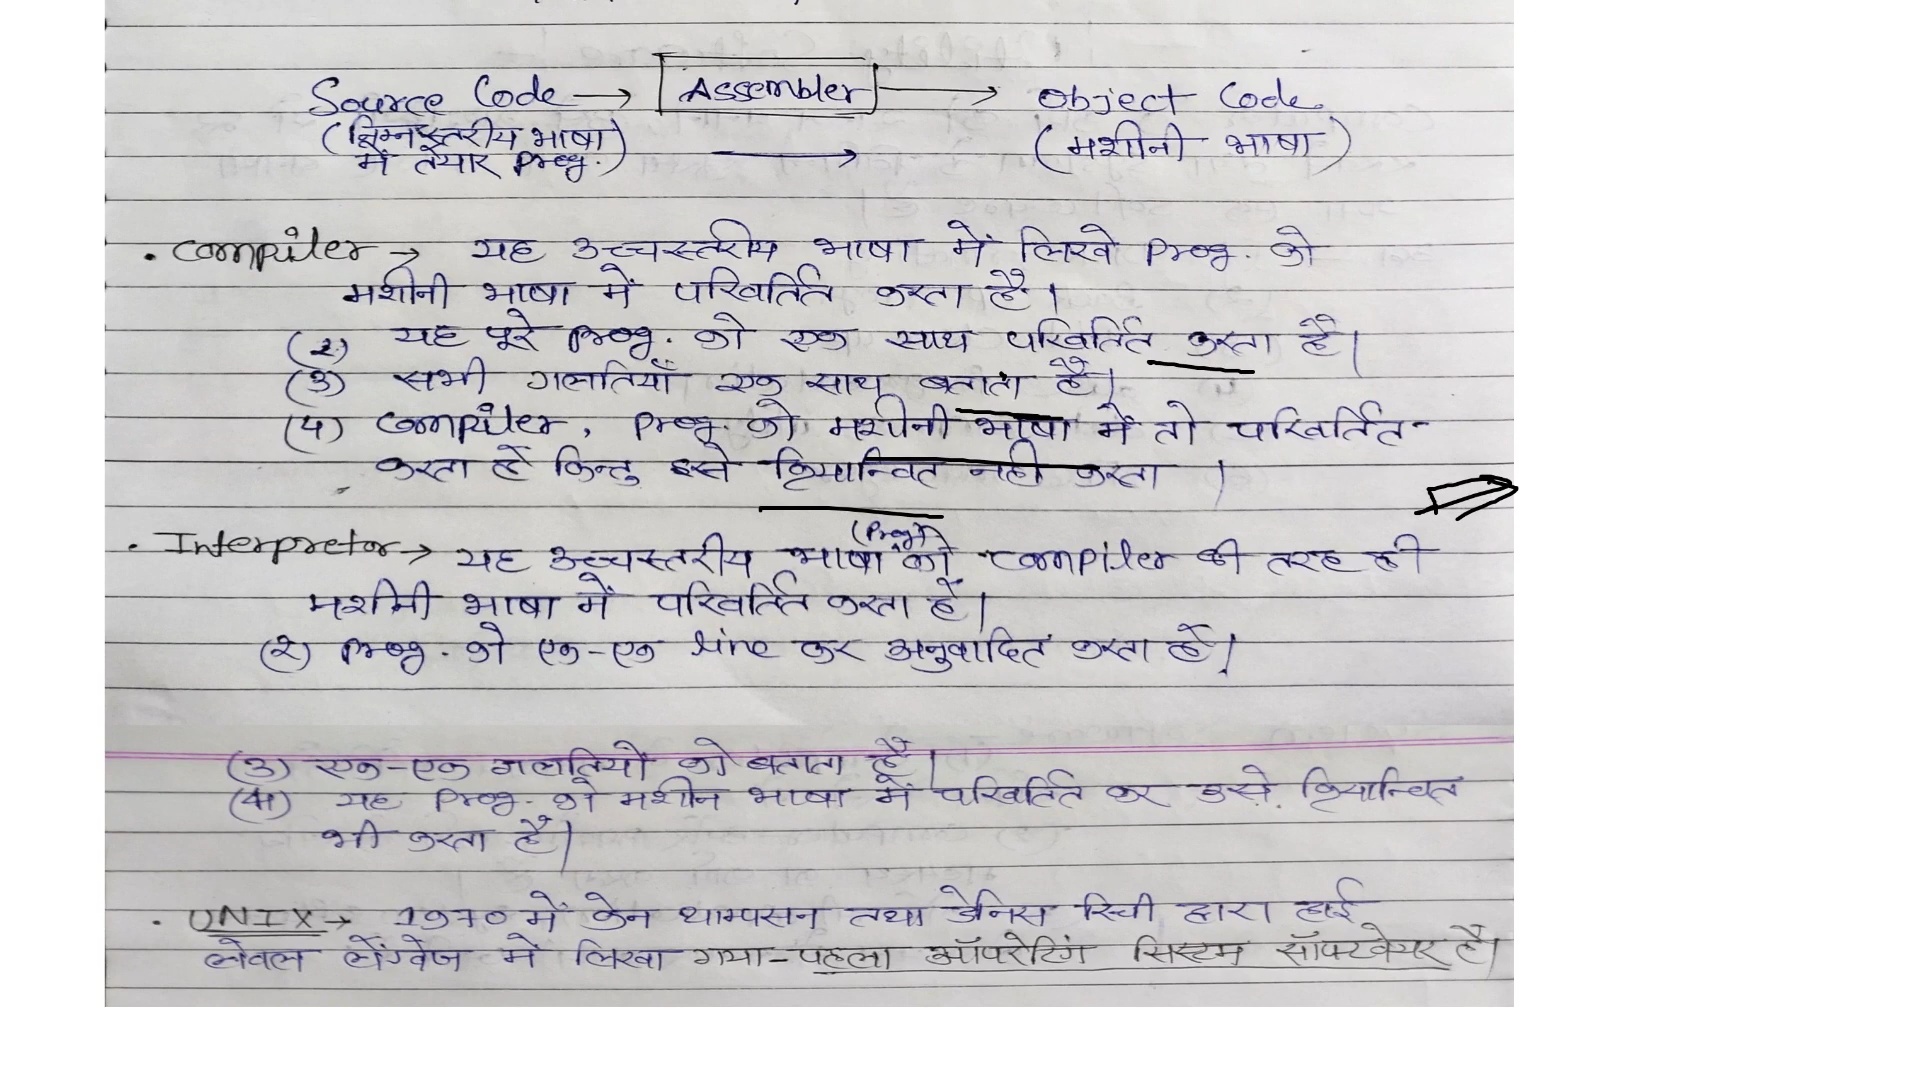 Source Code → Assembler → Object Code
(निम्नस्तरीय भाषा में तैयार Prog.) → (मशीनी भाषा)
• Compiler → यह उच्चस्तरीय भाषा में लिखे Prog. को
मशीनी भाषा में परिवर्तित करता है।
(2) यह पूरे Prog. को एक साथ परिवर्तित करता है।
(3) सभी गलतियाँ एक साथ बताता है।
(4) Compiler, Prog. को मशीनी भाषा में तो परिवर्तित
करता है किन्तु इसे क्रियान्वित नही करता ।
• Interpretor → यह उच्चस्तरीय भाषा (Prog.) को Compiler की तरह ही
मशीनी भाषा में परिवर्तित करता है।
(2) Prog. को एक-एक line कर अनुवादित करता है।
(3) एक-एक गलतियों को बताता है।
(4) यह Prog. को मशीन भाषा में परिवर्तित कर उसे क्रियान्वित
भी करता है।
• UNIX → 1970 में केन थाम्पसन तथा डेनिस रिची द्वारा हाई
लेवल लेंग्वेज में लिखा गया - पहला ऑपरेटिंग सिस्टम सॉफ्टवेयर है।